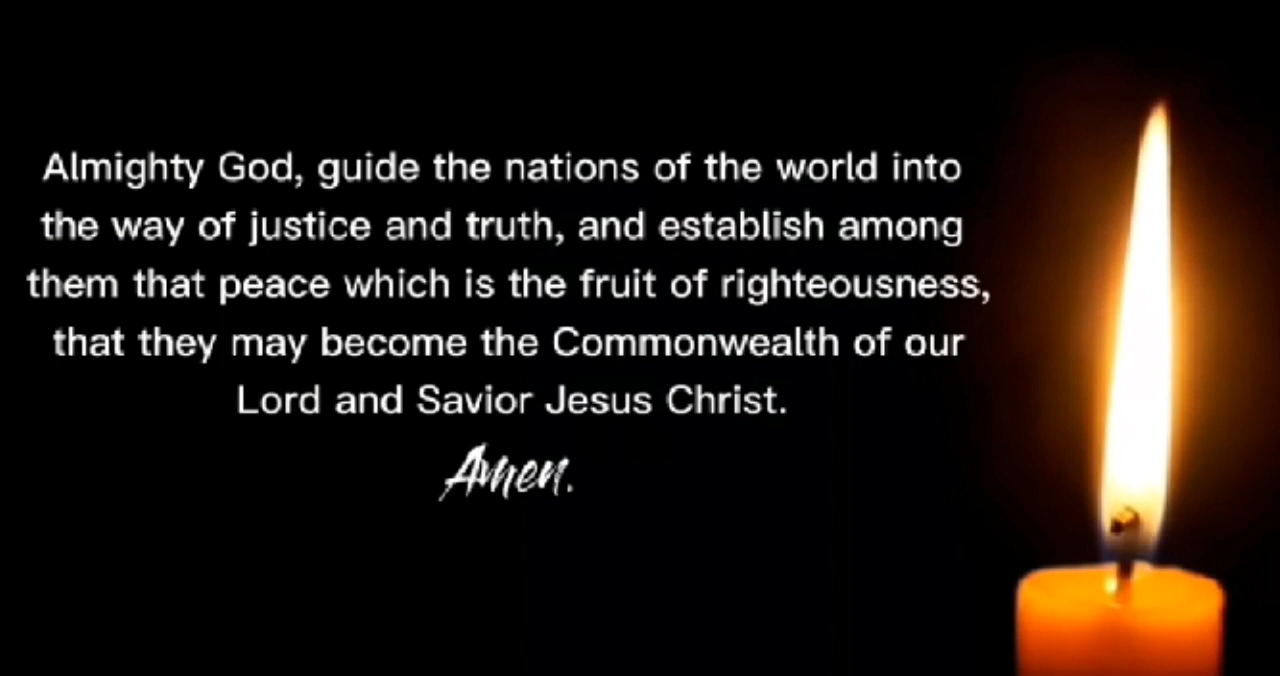 Almighty God, guide the nations of the world into
the way of justice and truth, and establish among
them that peace which is the fruit of righteousness,
that they may become the Commonwealth of our
Lord and Savior Jesus Christ.
Amen.